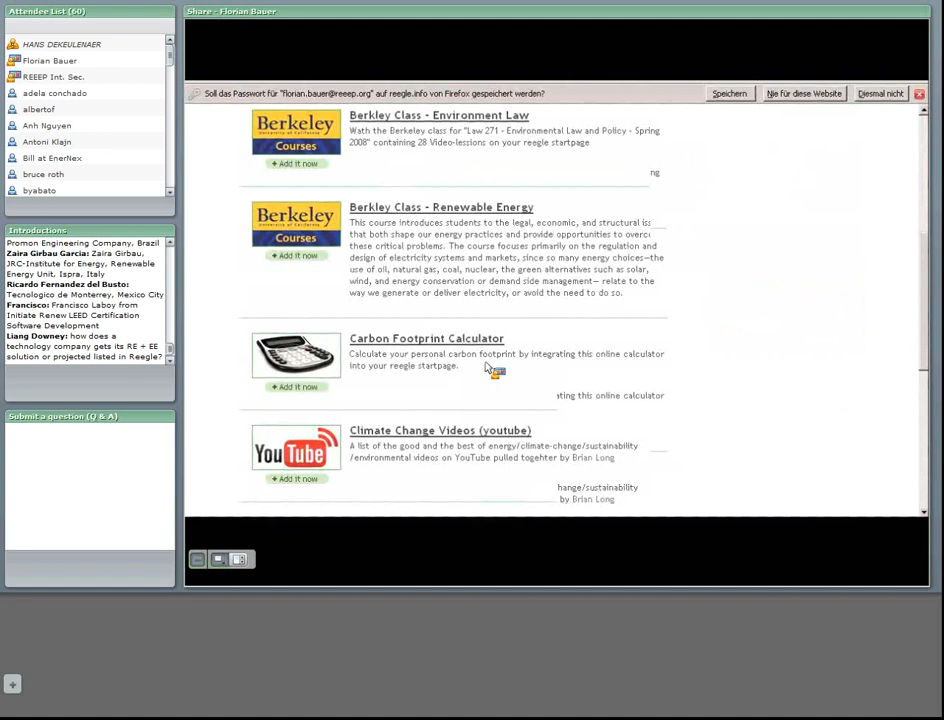 Attendee List (60)
HANS DEKEULENAER
Florian Bauer
REEEP Int. Sec.
adela conchado
albertof
Anh Nguyen
Antoni Klajn
Bill at EnerNex
bruce roth
byabato
Introductions
Promon Engineering Company, Brazil
Zaira Girbau Garcia: Zaira Girbau,
JRC-Institute for Energy, Renewable
Energy Unit, Ispra, Italy
Ricardo Fernandez del Busto:
Tecnologico de Monterrey, Mexico City
Francisco: Francisco Laboy from
Initiate Renew LEED Certification
Software Development
Liang Downey: how does a
technology company gets its RE + EE
solution or projected listed in Reegle?
Submit a question (Q & A)
Share - Florian Bauer
Soll das Passwort für "florian.bauer@reeep.org" auf reegle.info von Firefox gespeichert werden?
Speichern
Nie für diese Website
Diesmal nicht
Berkeley
University of California
Courses
+ Add it now
Berkley Class - Environment Law
Wath the Berkeley class for "Law 271 - Environmental Law and Policy - Spring
2008" containing 28 Video-lessons on your reegle startpage
ng
Berkeley
University of California
Courses
+ Add it now
Berkley Class - Renewable Energy
This course introduces students to the legal, economic, and structural iss
that both shape our energy practices and provide opportunities to overc
these critical problems. The course focuses primarily on the regulation and
design of electricity systems and markets, since so many energy choices—the
use of oil, natural gas, coal, nuclear, the green alternatives such as solar,
wind, and energy conservation or demand side management— relate to the
way we generate or deliver electricity, or avoid the need to do so.
+ Add it now
Carbon Footprint Calculator
Calculate your personal carbon footprint by integrating this online calculator
into your reegle startpage.
ating this online calculator
YouTube
+ Add it now
Climate Change Videos (youtube)
A list of the good and the best of energy/climate-change/sustainability
/environmental videos on YouTube pulled togehter by Brian Long
hange/sustainability
by Brian Long